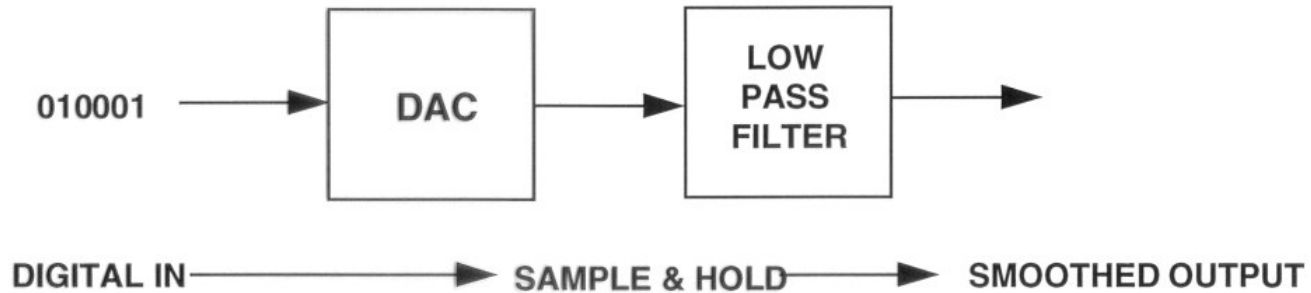 010001
DAC
LOW
PASS
FILTER
DIGITAL IN
SAMPLE & HOLD
SMOOTHED OUTPUT